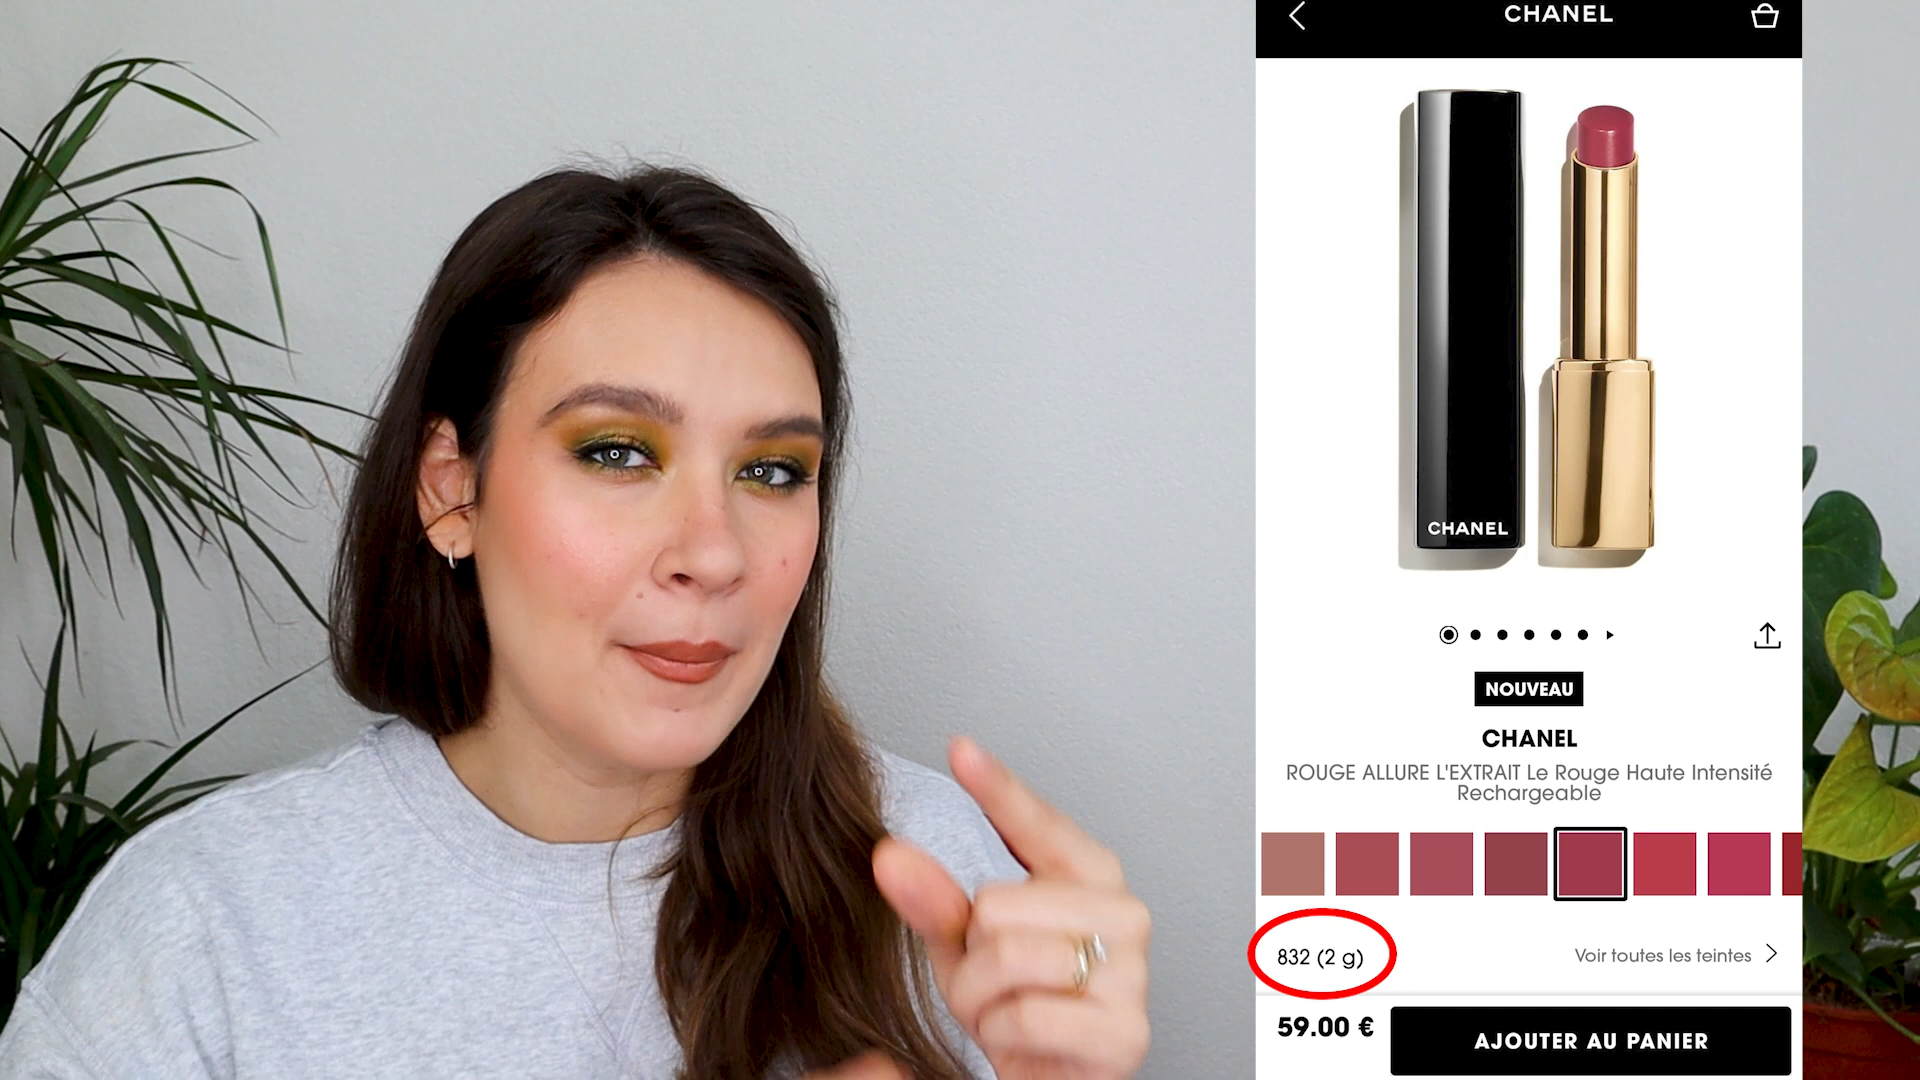 CHANEL
CHANEL
NOUVEAU
CHANEL
ROUGE ALLURE L'EXTRAIT Le Rouge Haute Intensité
Rechargeable
832 (2 g)
Voir toutes les teintes
59.00 €
AJOUTER AU PANIER